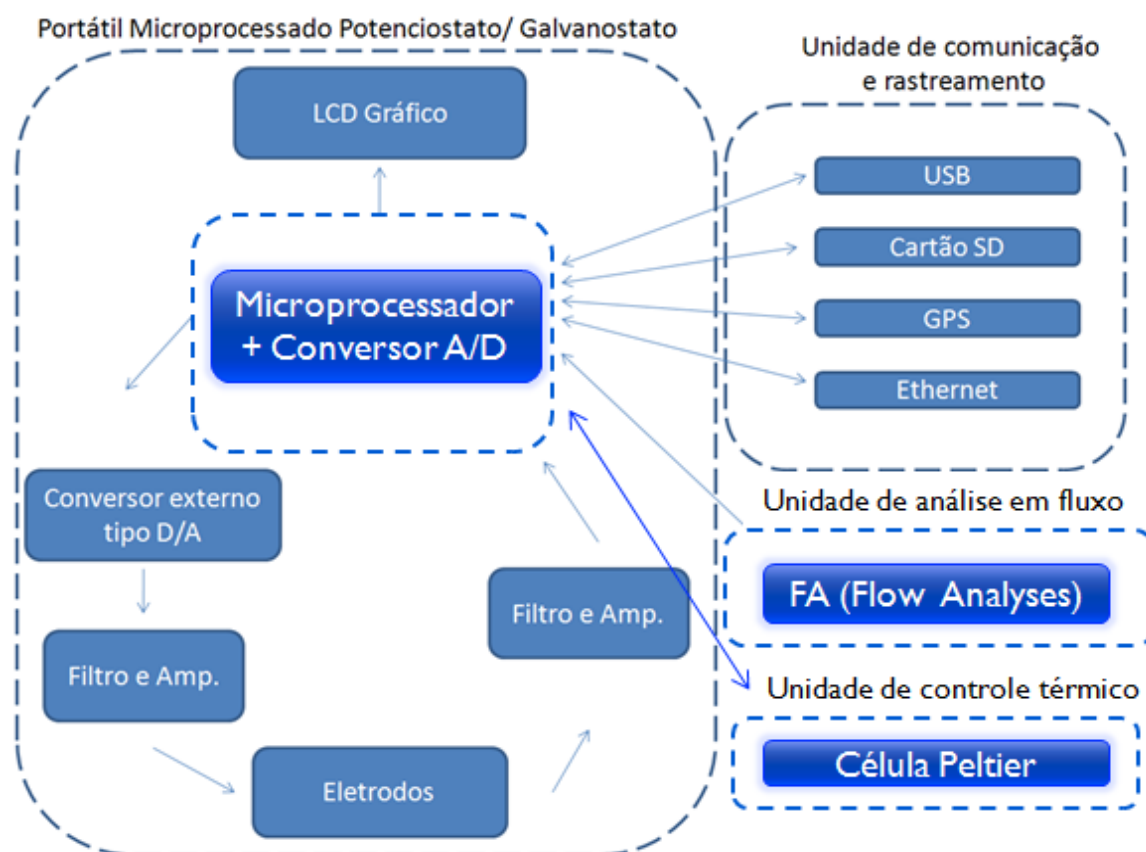 Portátil Microprocessado Potenciostato/ Galvanostato
LCD Gráfico
Microprocessador
+ Conversor A/D
Conversor externo
tipo D/A
Filtro e Amp.
Eletrodos
Filtro e Amp.
Unidade de comunicação
e rastreamento
USB
Cartão SD
GPS
Ethernet
Unidade de análise em fluxo
FA (Flow Analyses)
Unidade de controle térmico
Célula Peltier